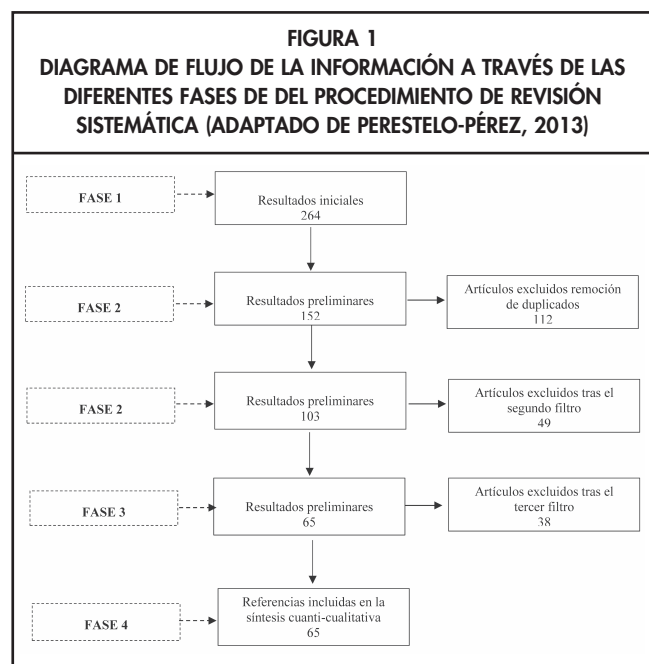 FIGURA 1
DIAGRAMA DE FLUJO DE LA INFORMACIÓN A TRAVÉS DE LAS
DIFERENTES FASES DE DEL PROCEDIMIENTO DE REVISIÓN
SISTEMÁTICA (ADAPTADO DE PERESTELO-PÉREZ, 2013)
FASE 1
Resultados iniciales
264
FASE 2
Resultados preliminares
152
Artículos excluidos remoción
de duplicados
112
FASE 2
Resultados preliminares
103
Artículos excluidos tras el
segundo filtro
49
FASE 3
Resultados preliminares
65
Artículos excluidos tras el
tercer filtro
38
FASE 4
Referencias incluidas en la
síntesis cuanti-cualitativa
65